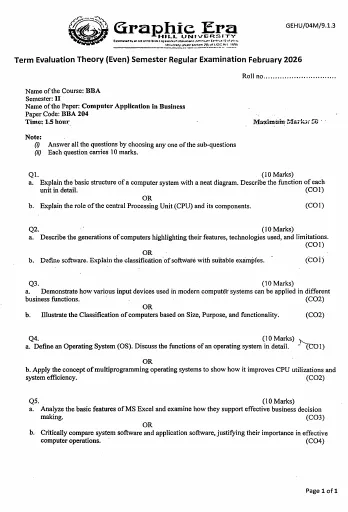 GEHU/04M/9.1.3
Graphic Era
HILL UNIVERSITY
Term Evaluation Theory (Even) Semester Regular Examination February 2026
Roll no..............................
Name of the Course: BBA
Semester: II
Name of the Paper: Computer Application in Business
Paper Code: BBA 204
Time: 1.5 hour Maximum Marks: 50
Note:
(i) Answer all the questions by choosing any one of the sub-questions
(ii) Each question carries 10 marks.
Q1. (10 Marks)
a. Explain the basic structure of a computer system with a neat diagram. Describe the function of each
unit in detail. (CO1)
OR
b. Explain the role of the central Processing Unit (CPU) and its components. (CO1)
Q2. (10 Marks)
a. Describe the generations of computers highlighting their features, technologies used, and limitations.
(CO1)
OR
b. Define software. Explain the classification of software with suitable examples. (CO1)
Q3. (10 Marks)
a. Demonstrate how various input devices used in modern computer systems can be applied in different
business functions. (CO2)
OR
b. Illustrate the Classification of computers based on Size, Purpose, and functionality. (CO2)
Q4. (10 Marks)
a. Define an Operating System (OS). Discuss the functions of an operating system in detail. (CO1)
OR
b. Apply the concept of multiprogramming operating systems to show how it improves CPU utilizations and
system efficiency. (CO2)
Q5. (10 Marks)
a. Analyze the basic features of MS Excel and examine how they support effective business decision
making. (CO3)
OR
b. Critically compare system software and application software, justifying their importance in effective
computer operations. (CO4)
Page 1 of 1